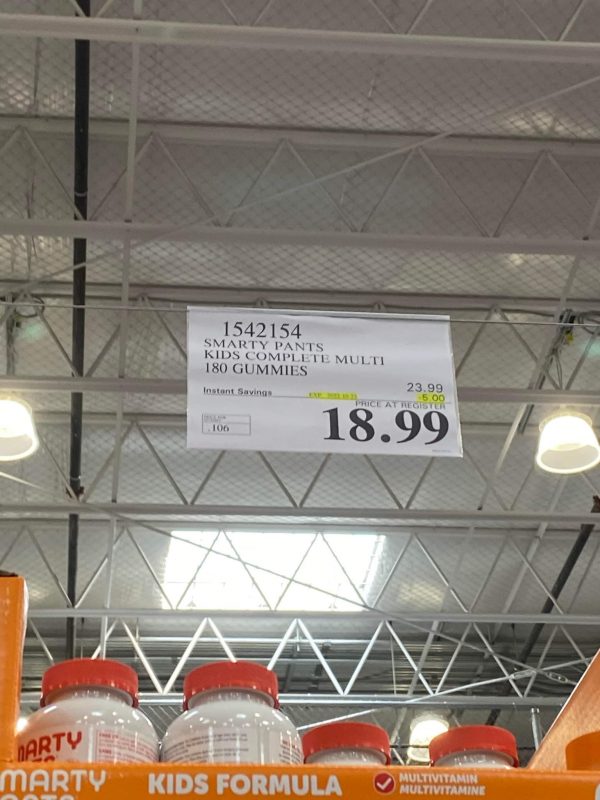 1542154
SMARTY PANTS
KIDS COMPLETE MULTI
180 GUMMIES
23.99
Instant Savings
-5.00
PRICE AT REGISTER
.106
18.99
MARTY
KIDS FORMULA
MULTIVITAMIN
MULTIVITAMINE